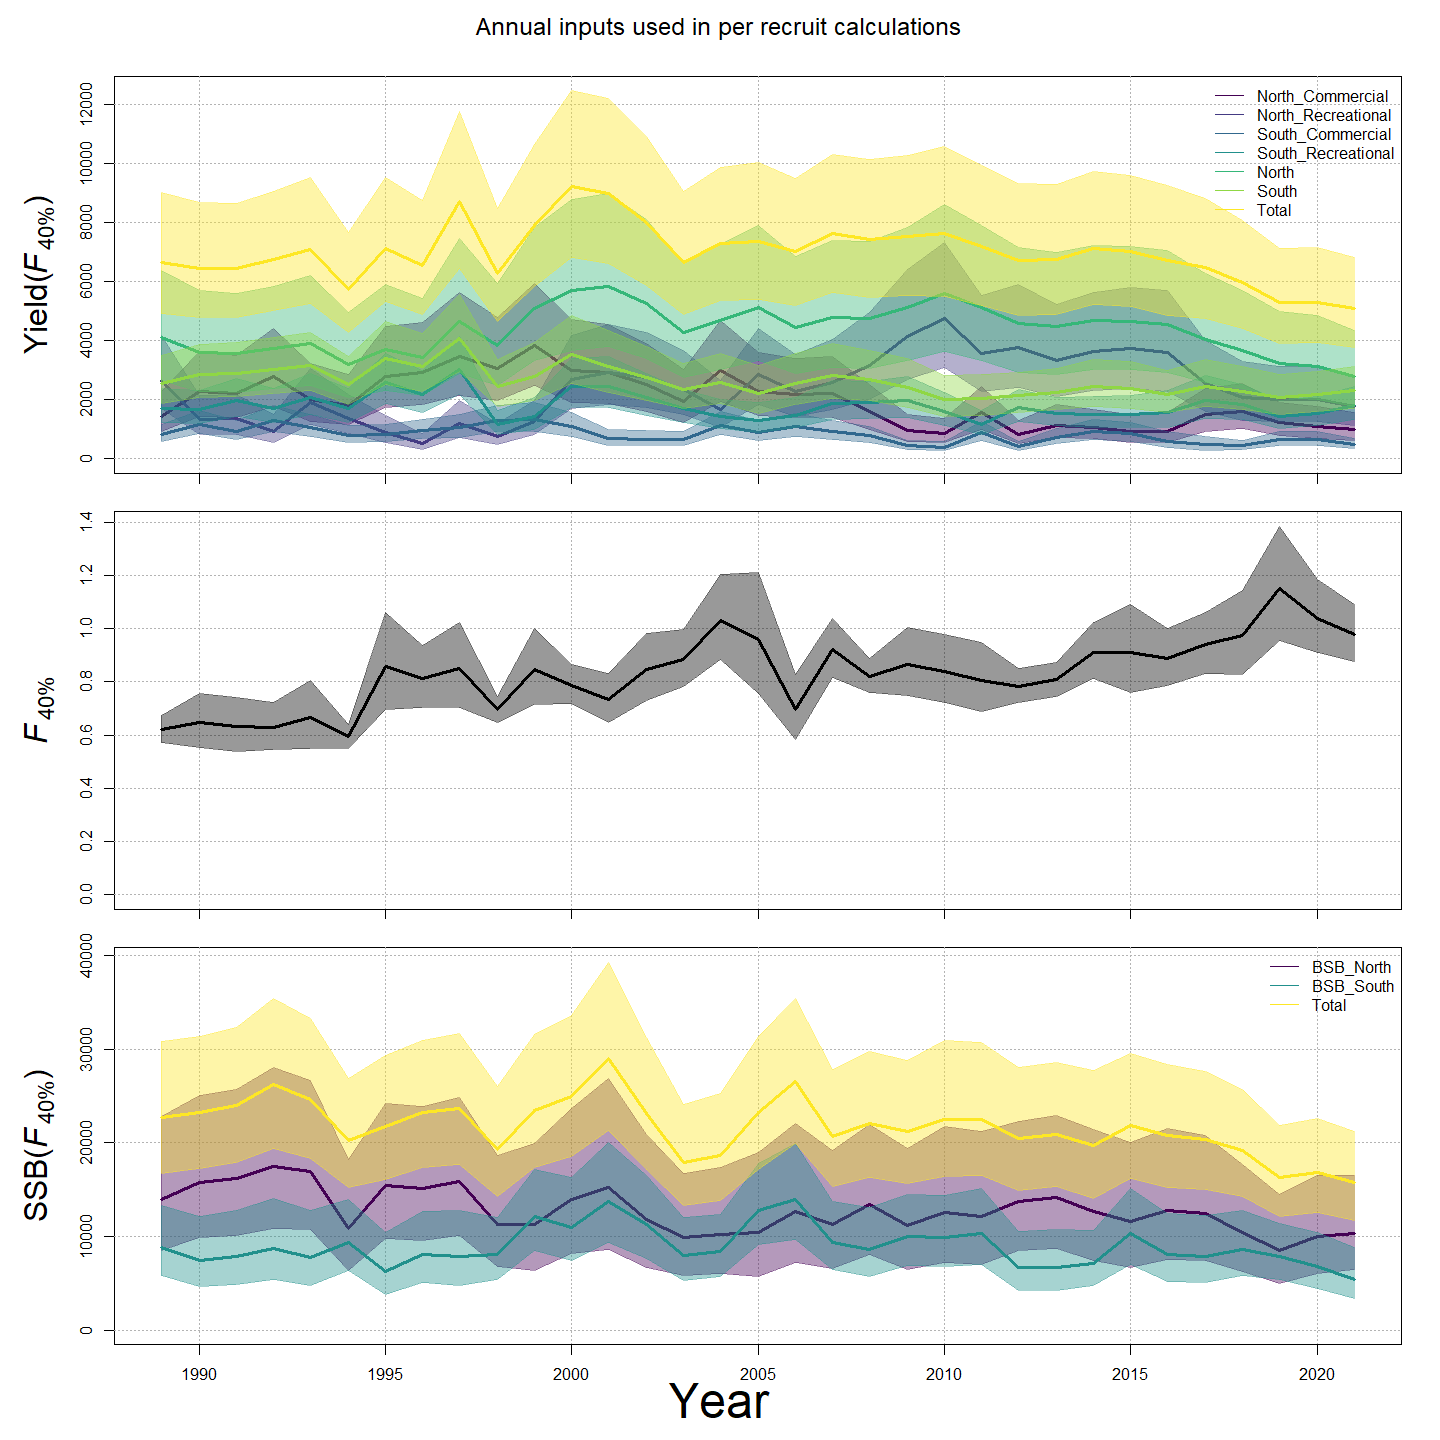 Annual inputs used in per recruit calculations
Yield(F40%)
12000
10000
8000
6000
4000
2000
0
North_Commercial
North_Recreational
South_Commercial
South_Recreational
North
South
Total
F40%
1.4
1.2
1.0
0.8
0.6
0.4
0.2
0.0
SSB(F40%)
40000
30000
20000
10000
0
BSB_North
BSB_South
Total
1990 1995 2000 2005 2010 2015 2020
Year